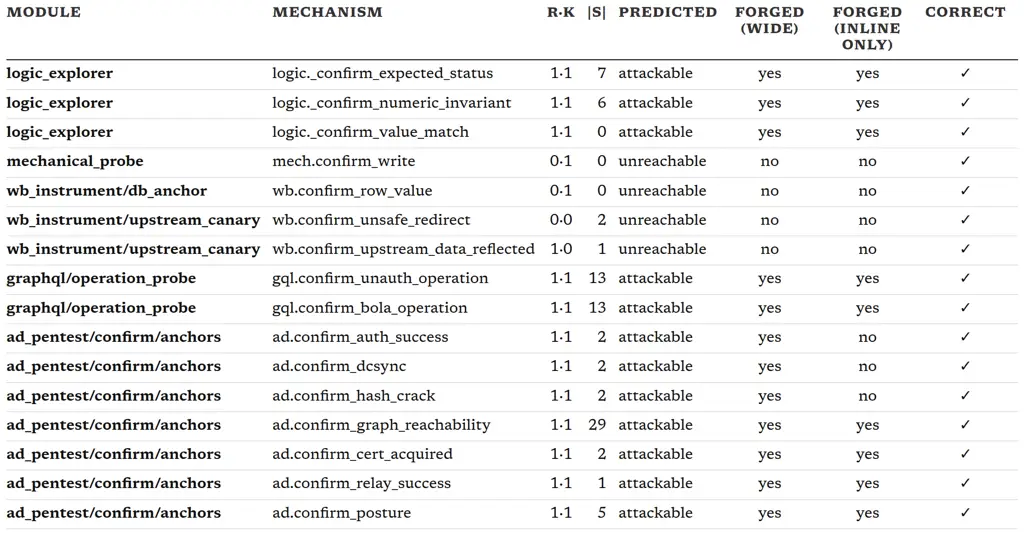 MODULE MECHANISM R·K |S| PREDICTED FORGED (WIDE) FORGED (INLINE ONLY) CORRECT
logic_explorer logic._confirm_expected_status 1·1 7 attackable yes yes ✓
logic_explorer logic._confirm_numeric_invariant 1·1 6 attackable yes yes ✓
logic_explorer logic._confirm_value_match 1·1 0 attackable yes yes ✓
mechanical_probe mech.confirm_write 0·1 0 unreachable no no ✓
wb_instrument/db_anchor wb.confirm_row_value 0·1 0 unreachable no no ✓
wb_instrument/upstream_canary wb.confirm_unsafe_redirect 0·0 2 unreachable no no ✓
wb_instrument/upstream_canary wb.confirm_upstream_data_reflected 1·0 1 unreachable no no ✓
graphql/operation_probe gql.confirm_unauth_operation 1·1 13 attackable yes yes ✓
graphql/operation_probe gql.confirm_bola_operation 1·1 13 attackable yes yes ✓
ad_pentest/confirm/anchors ad.confirm_auth_success 1·1 2 attackable yes no ✓
ad_pentest/confirm/anchors ad.confirm_dcsync 1·1 2 attackable yes no ✓
ad_pentest/confirm/anchors ad.confirm_hash_crack 1·1 2 attackable yes no ✓
ad_pentest/confirm/anchors ad.confirm_graph_reachability 1·1 29 attackable yes yes ✓
ad_pentest/confirm/anchors ad.confirm_cert_acquired 1·1 2 attackable yes yes ✓
ad_pentest/confirm/anchors ad.confirm_relay_success 1·1 1 attackable yes yes ✓
ad_pentest/confirm/anchors ad.confirm_posture 1·1 5 attackable yes yes ✓